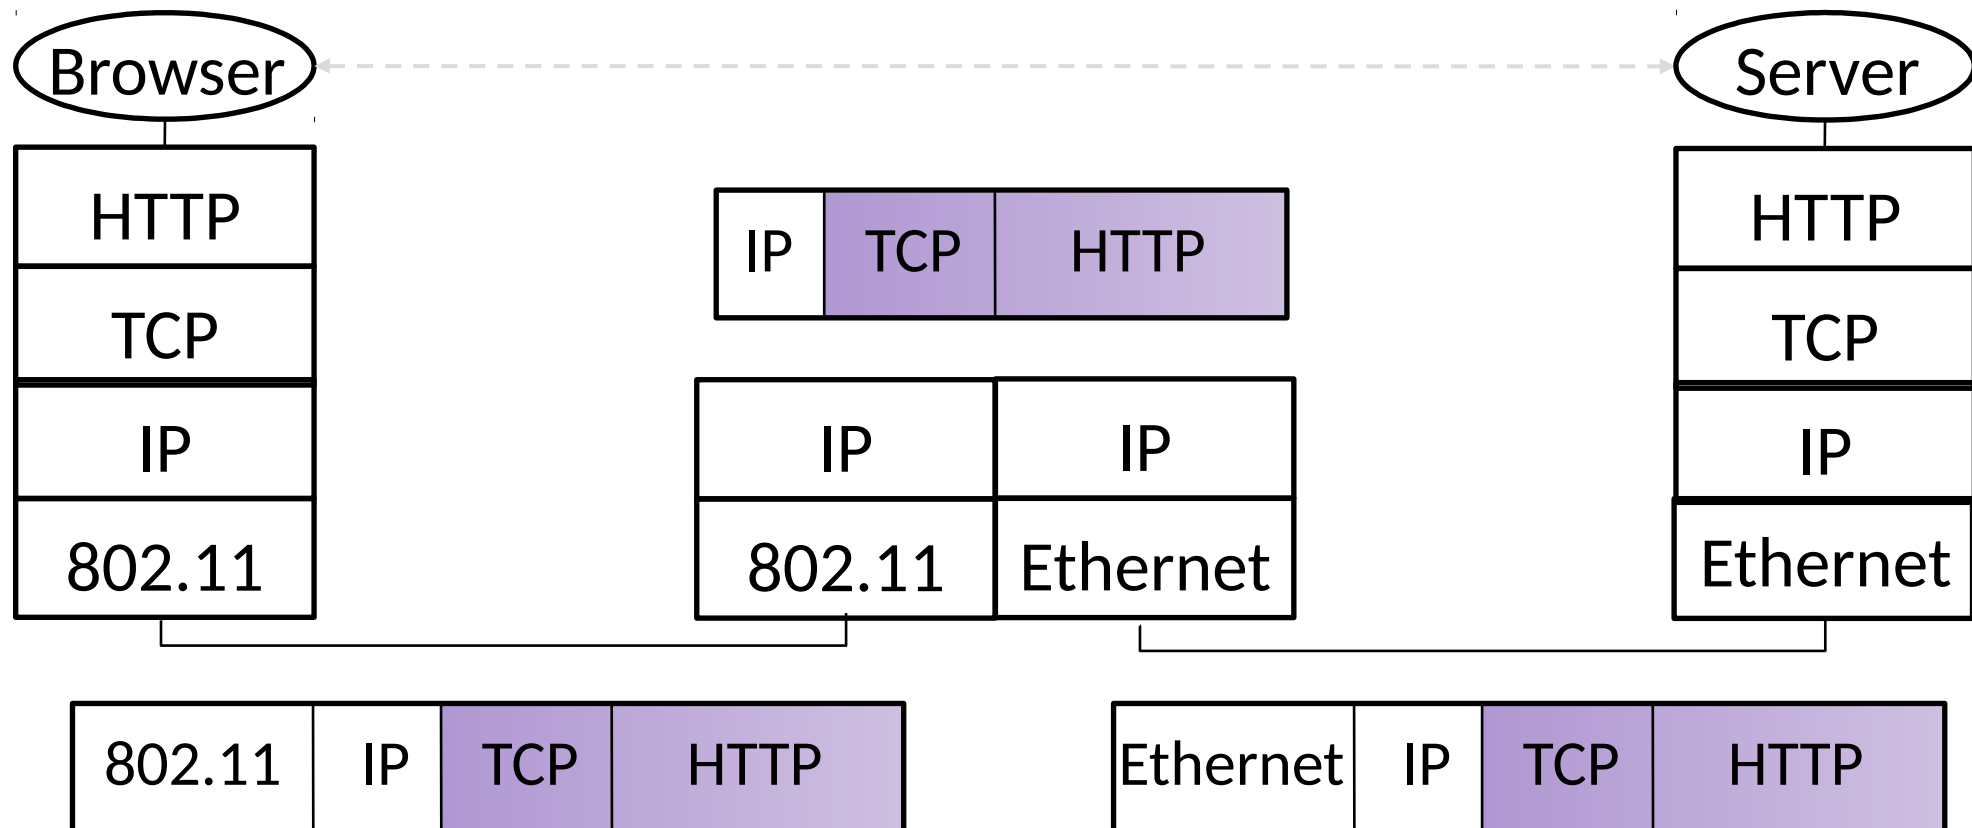 Browser
Server
HTTP
TCP
IP
802.11
IP TCP HTTP
IP IP
802.11 Ethernet
HTTP
TCP
IP
Ethernet
802.11 IP TCP HTTP
Ethernet IP TCP HTTP